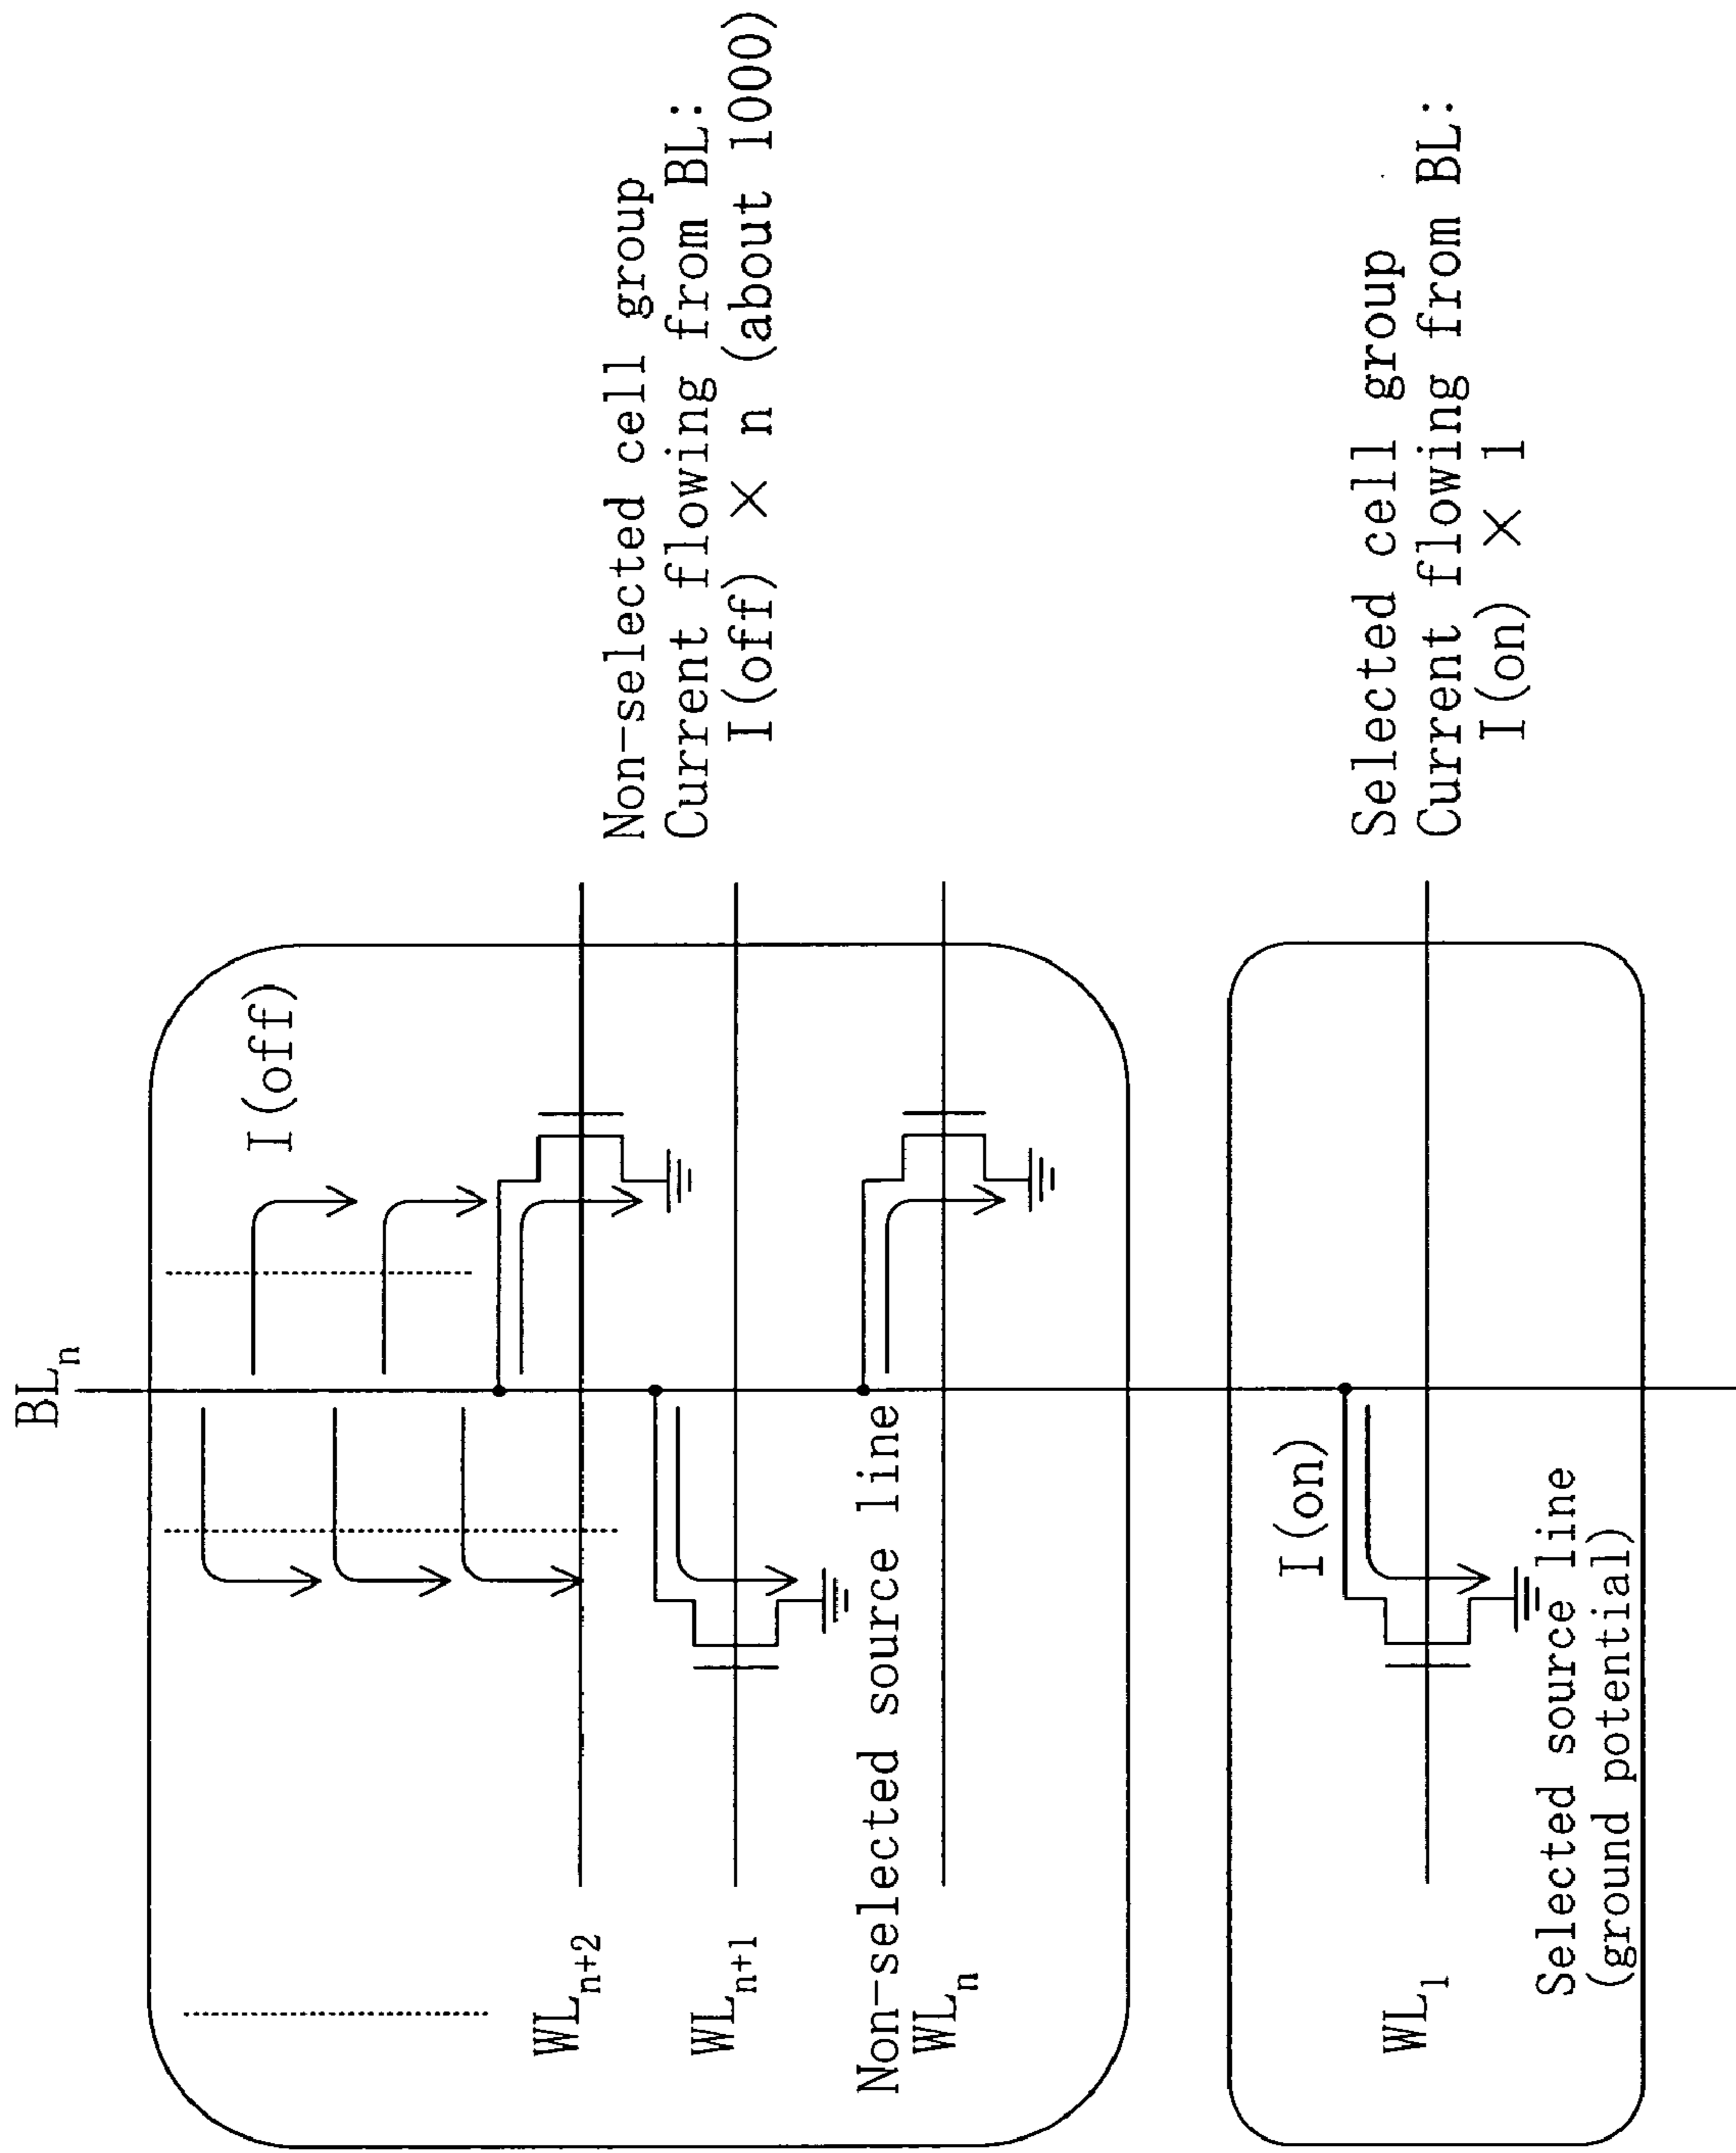 BLn
I(off)
Non-selected cell group
Current flowing from BL:
I(off) × n (about 1000)
WLn+2
WLn+1
Non-selected source line
WLn
I(on)
Selected cell group
Current flowing from BL:
I(on) × 1
WL1
Selected source line
(ground potential)